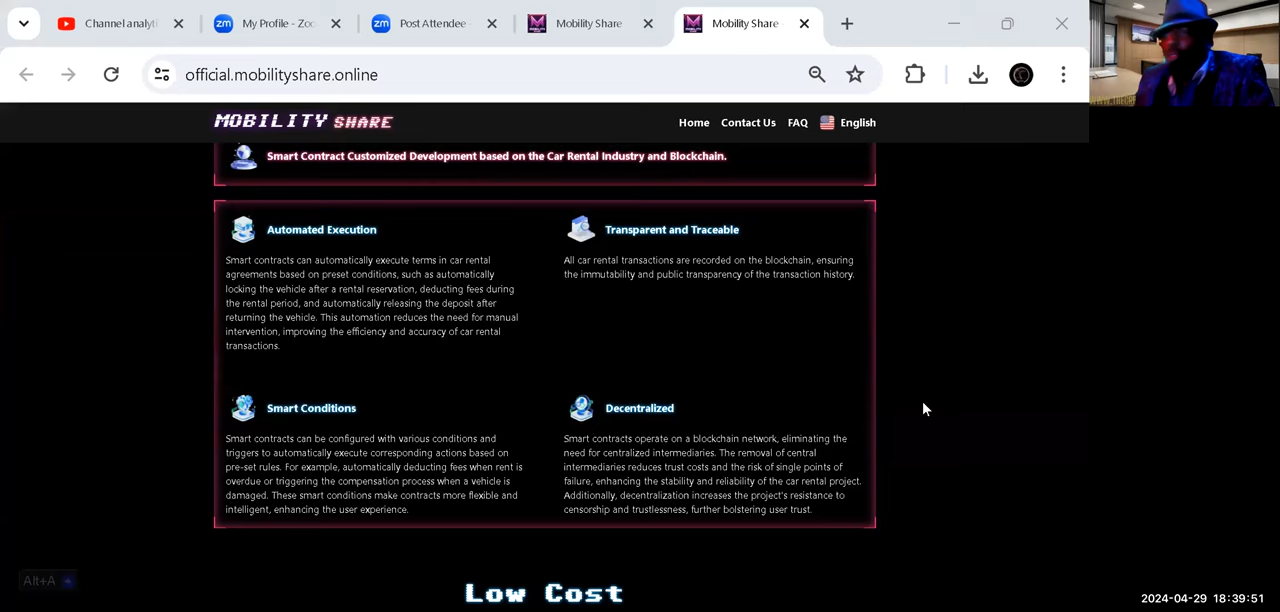 Channel analyti
My Profile - Zoo
Post Attendee -
Mobility Share
Mobility Share
official.mobilityshare.online
MOBILITY SHARE
Home
Contact Us
FAQ
English
Smart Contract Customized Development based on the Car Rental Industry and Blockchain.
Automated Execution
Smart contracts can automatically execute terms in car rental
agreements based on preset conditions, such as automatically
locking the vehicle after a rental reservation, deducting fees during
the rental period, and automatically releasing the deposit after
returning the vehicle. This automation reduces the need for manual
intervention, improving the efficiency and accuracy of car rental
transactions.
Transparent and Traceable
All car rental transactions are recorded on the blockchain, ensuring
the immutability and public transparency of the transaction history.
Smart Conditions
Smart contracts can be configured with various conditions and
triggers to automatically execute corresponding actions based on
pre-set rules. For example, automatically deducting fees when rent is
overdue or triggering the compensation process when a vehicle is
damaged. These smart conditions make contracts more flexible and
intelligent, enhancing the user experience.
Decentralized
Smart contracts operate on a blockchain network, eliminating the
need for centralized intermediaries. The removal of central
intermediaries reduces trust costs and the risk of single points of
failure, enhancing the stability and reliability of the car rental project.
Additionally, decentralization increases the project's resistance to
censorship and trustlessness, further bolstering user trust.
Low Cost
Alt+A
2024-04-29 18:39:51